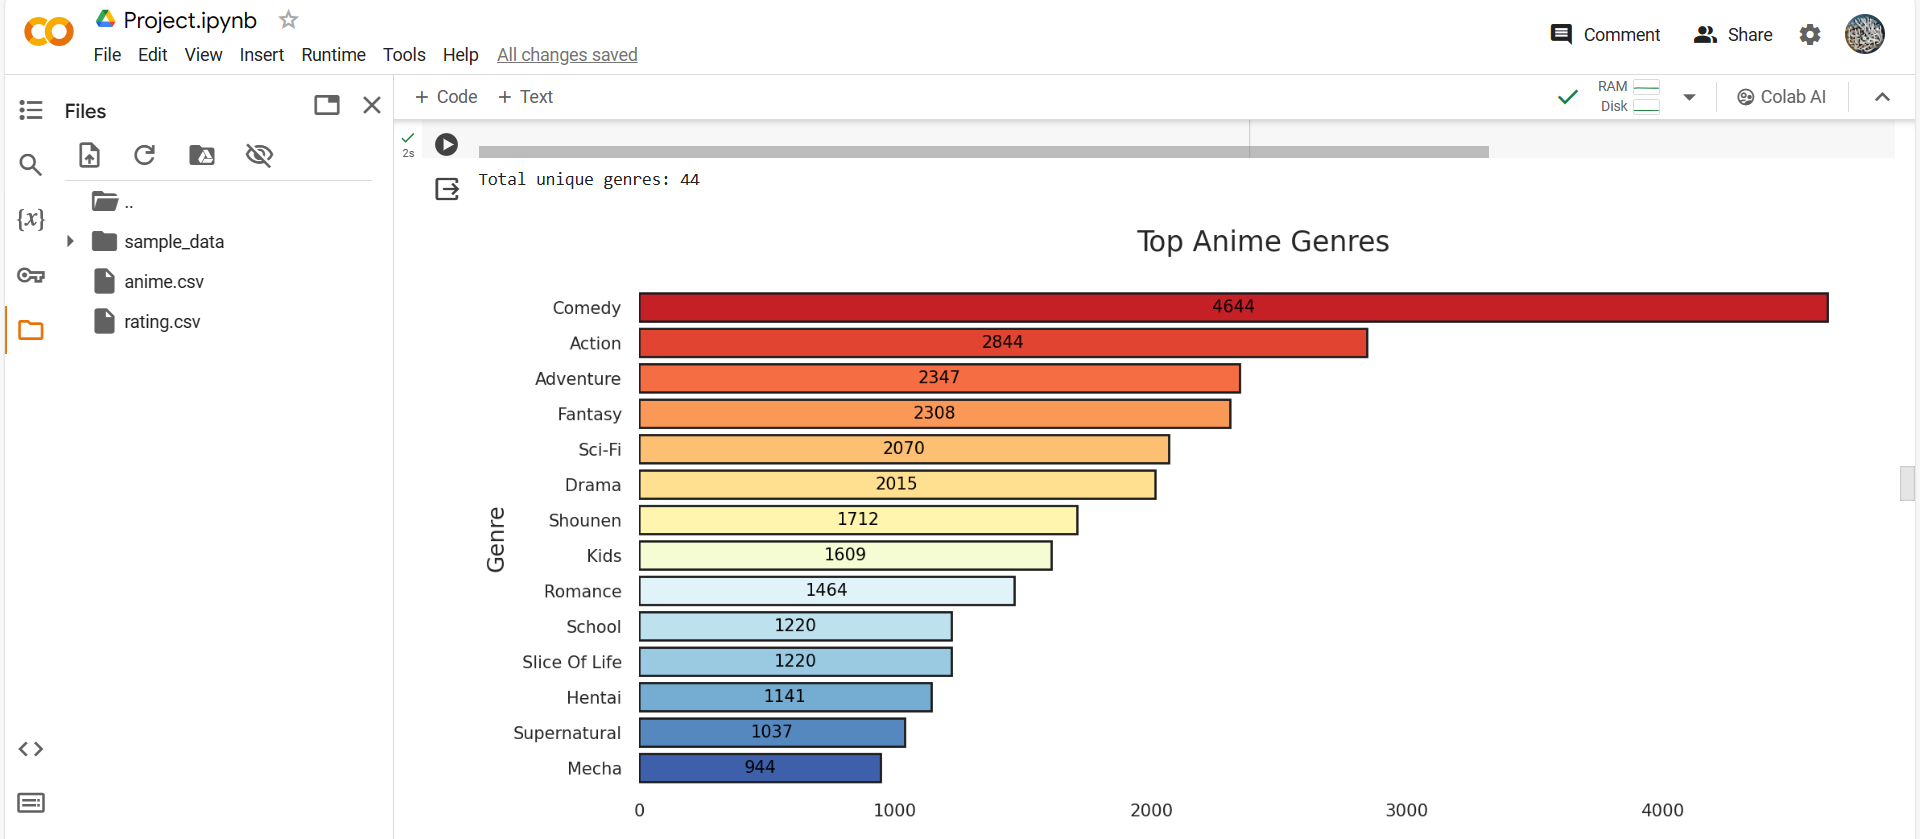 Project.ipynb
File Edit View Insert Runtime Tools Help All changes saved
Comment Share
Files
+ Code + Text
RAM
Disk
Colab AI
2s
..
sample_data
anime.csv
rating.csv
{x}
Total unique genres: 44
Top Anime Genres
Genre
Comedy 4644
Action 2844
Adventure 2347
Fantasy 2308
Sci-Fi 2070
Drama 2015
Shounen 1712
Kids 1609
Romance 1464
School 1220
Slice Of Life 1220
Hentai 1141
Supernatural 1037
Mecha 944
0 1000 2000 3000 4000